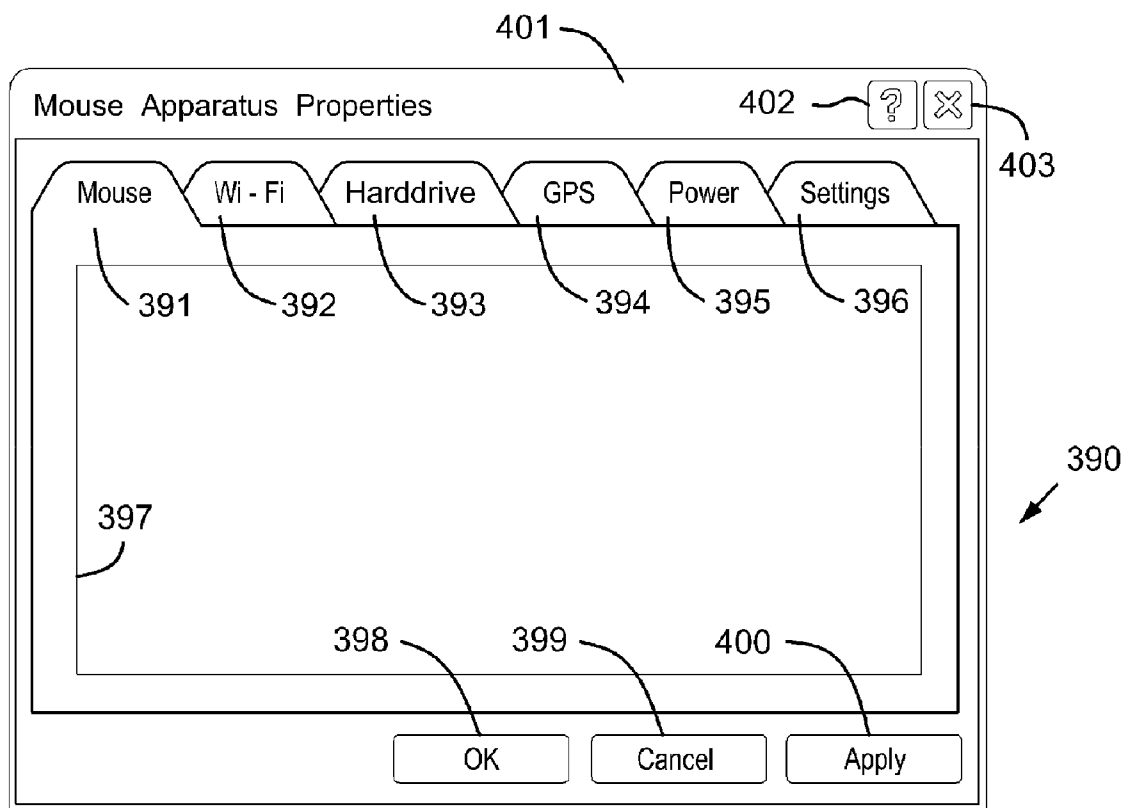 401
Mouse Apparatus Properties
402
?
403
Mouse
Wi - Fi
Harddrive
GPS
Power
Settings
391
392
393
394
395
396
390
397
398
399
400
OK
Cancel
Apply